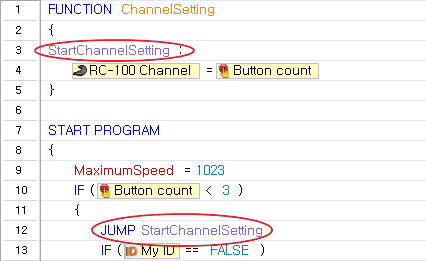 1 FUNCTION ChannelSetting
2 {
3 StartChannelSetting :
4 RC-100 Channel = Button count
5 }
6
7 START PROGRAM
8 {
9 MaximumSpeed = 1023
10 IF ( Button count < 3 )
11 {
12 JUMP StartChannelSetting
13 IF ( ID My ID == FALSE )